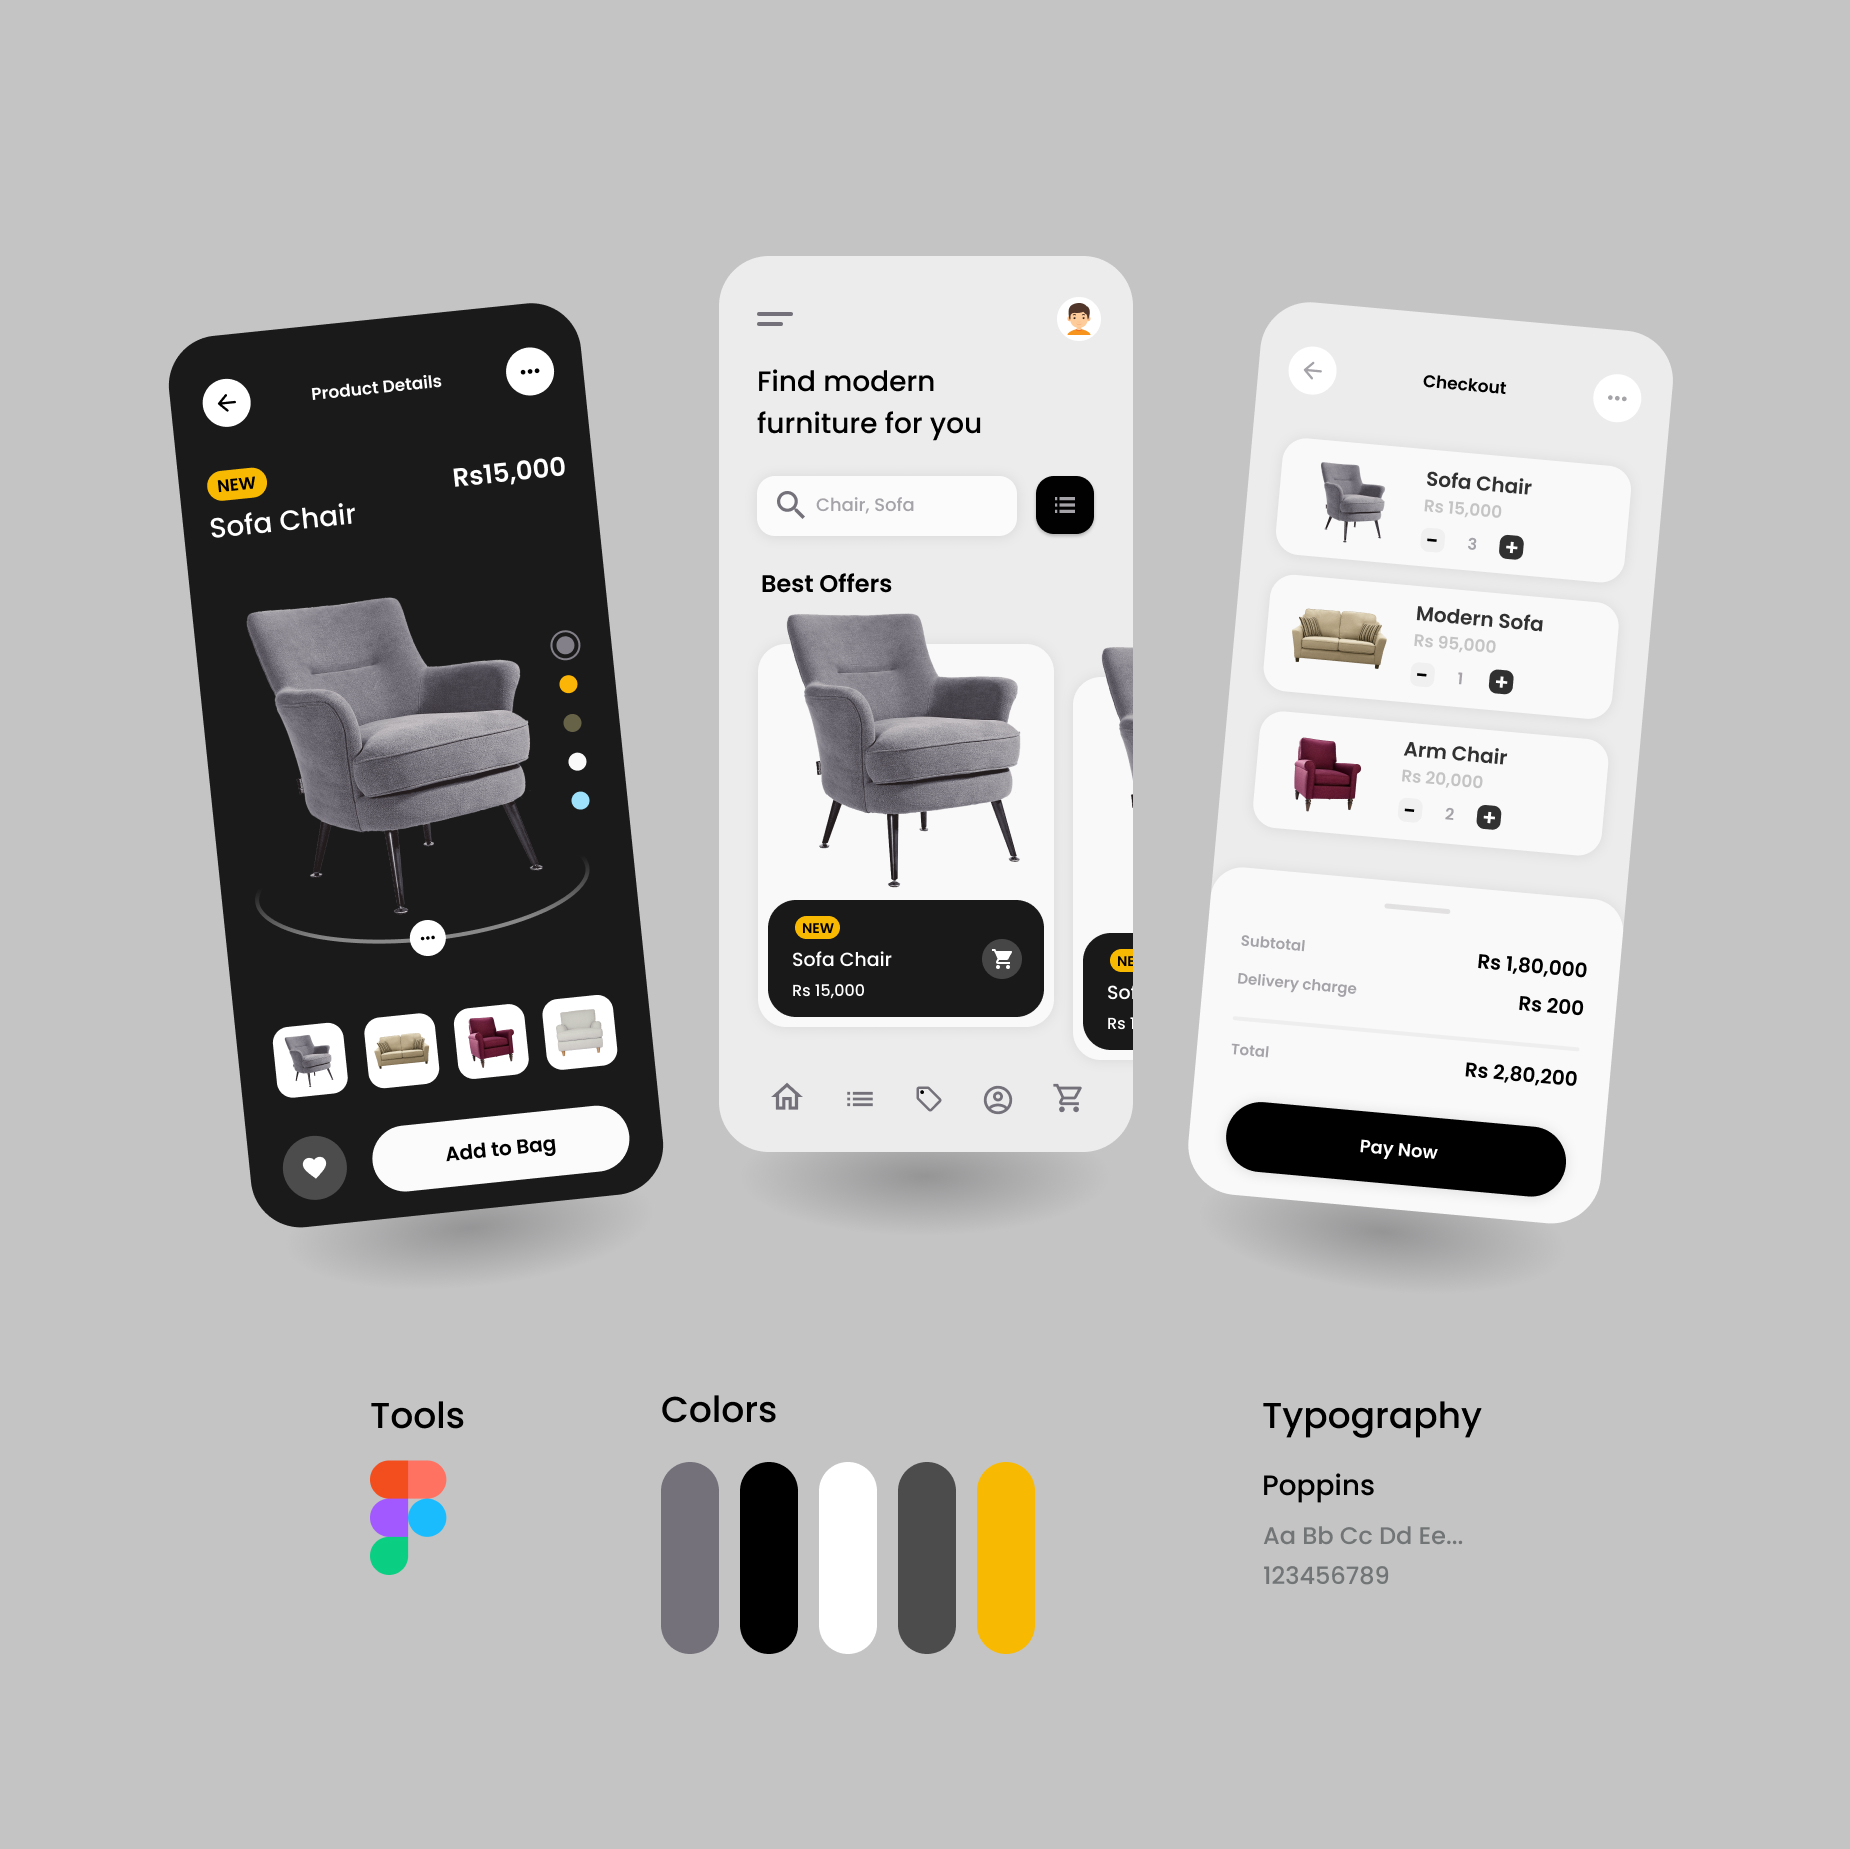 Product Details
NEW
Rs15,000
Sofa Chair
Add to Bag
Find modern
furniture for you
Chair, Sofa
Best Offers
NEW
Sofa Chair
Rs 15,000
NE
Sof
Rs 1
Checkout
Sofa Chair
Rs 15,000
3
Modern Sofa
Rs 95,000
1
Arm Chair
Rs 20,000
2
Subtotal
Rs 1,80,000
Delivery charge
Rs 200
Total
Rs 2,80,200
Pay Now
Tools
Colors
Typography
Poppins
Aa Bb Cc Dd Ee...
123456789